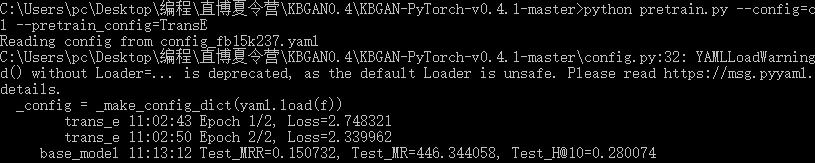 C:\Users\pc\Desktop\编程\直博夏令营\KBGAN0.4\KBGAN-PyTorch-v0.4.1-master>python pretrain.py --config=c
l --pretrain_config=TransE
Reading config from config_fb15k237.yaml
C:\Users\pc\Desktop\编程\直博夏令营\KBGAN0.4\KBGAN-PyTorch-v0.4.1-master\config.py:32: YAMLLoadWarning
d() without Loader=... is deprecated, as the default Loader is unsafe. Please read https://msg.pyyaml.
details.
_config = _make_config_dict(yaml.load(f))
trans_e 11:02:43 Epoch 1/2, Loss=2.748321
trans_e 11:02:50 Epoch 2/2, Loss=2.339962
base_model 11:13:12 Test_MRR=0.150732, Test_MR=446.344058, Test_H@10=0.280074